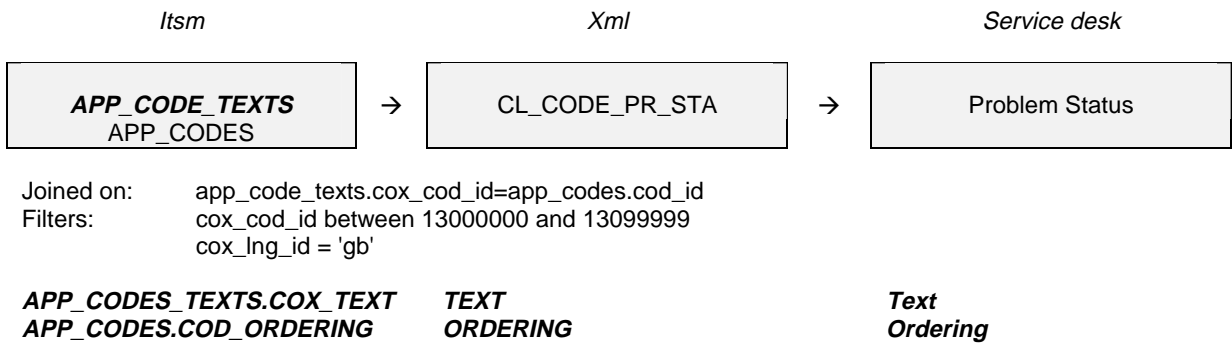 Itsm Xml Service desk
APP_CODE_TEXTS → CL_CODE_PR_STA → Problem Status
APP_CODES
Joined on: app_code_texts.cox_cod_id=app_codes.cod_id
Filters: cox_cod_id between 13000000 and 13099999
cox_lng_id = 'gb'
APP_CODES_TEXTS.COX_TEXT TEXT Text
APP_CODES.COD_ORDERING ORDERING Ordering